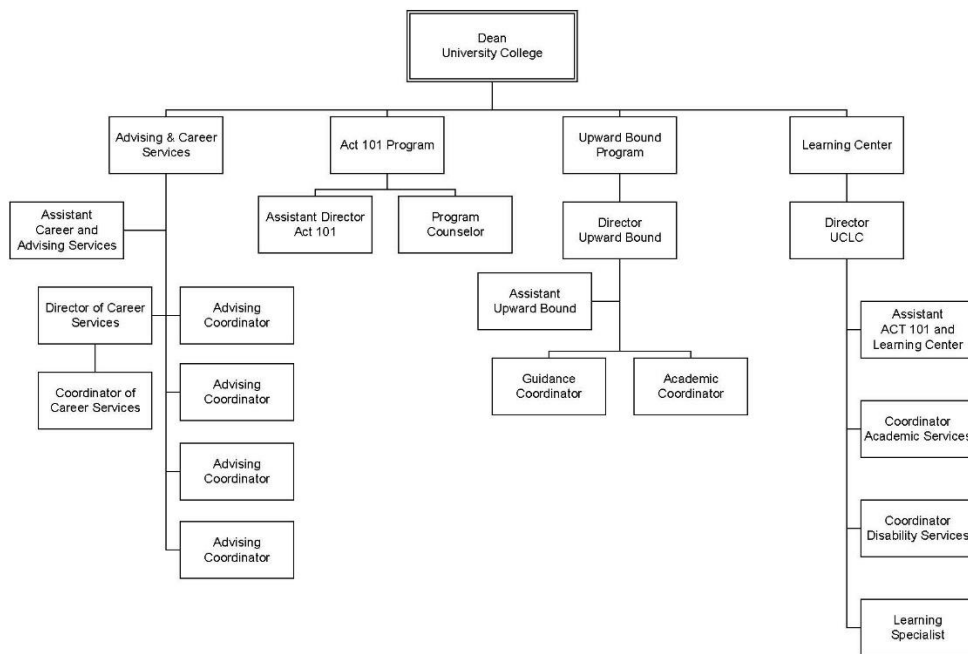 Dean
University College
Advising & Career
Services
Act 101 Program
Upward Bound
Program
Learning Center
Assistant
Career and
Advising Services
Assistant Director
Act 101
Program
Counselor
Director
Upward Bound
Director
UCLC
Director of Career
Services
Advising
Coordinator
Assistant
Upward Bound
Assistant
ACT 101 and
Learning Center
Coordinator of
Career Services
Advising
Coordinator
Guidance
Coordinator
Academic
Coordinator
Coordinator
Academic Services
Advising
Coordinator
Coordinator
Disability Services
Advising
Coordinator
Learning
Specialist